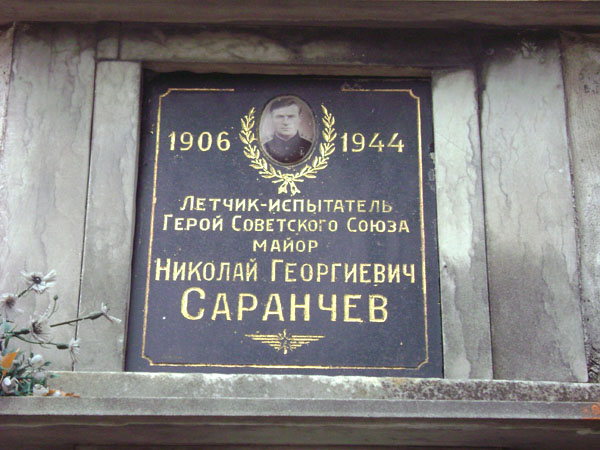 1906 1944
Летчик-испытатель
Герой Советского Союза
майор
Николай Георгиевич
Саранчев